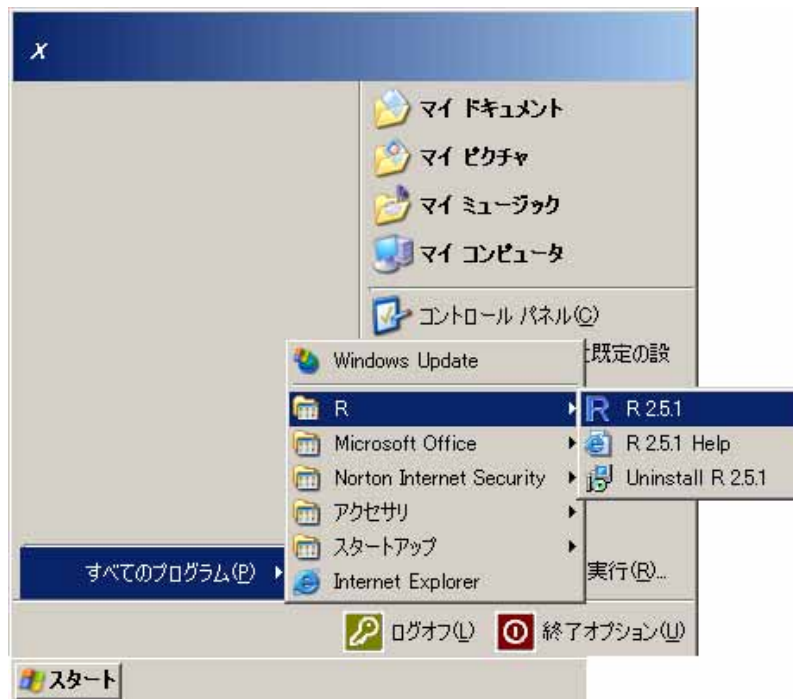 X
マイ ドキュメント
マイ ピクチャ
マイ ミュージック
マイ コンピュータ
コントロール パネル(C)
既定の設
Windows Update
R
R 2.5.1
Microsoft Office
R 2.5.1 Help
Norton Internet Security
Uninstall R 2.5.1
アクセサリ
スタートアップ
すべてのプログラム(P)
Internet Explorer
実行(R)...
ログオフ(L)
終了オプション(U)
スタート